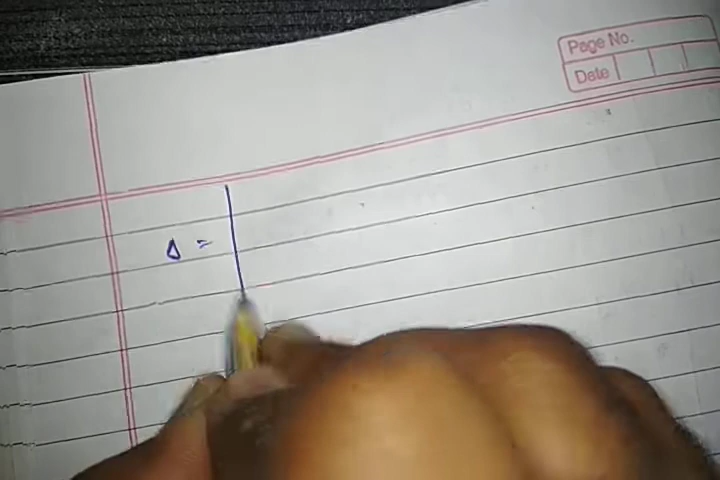 Page No.
Date
Δ =